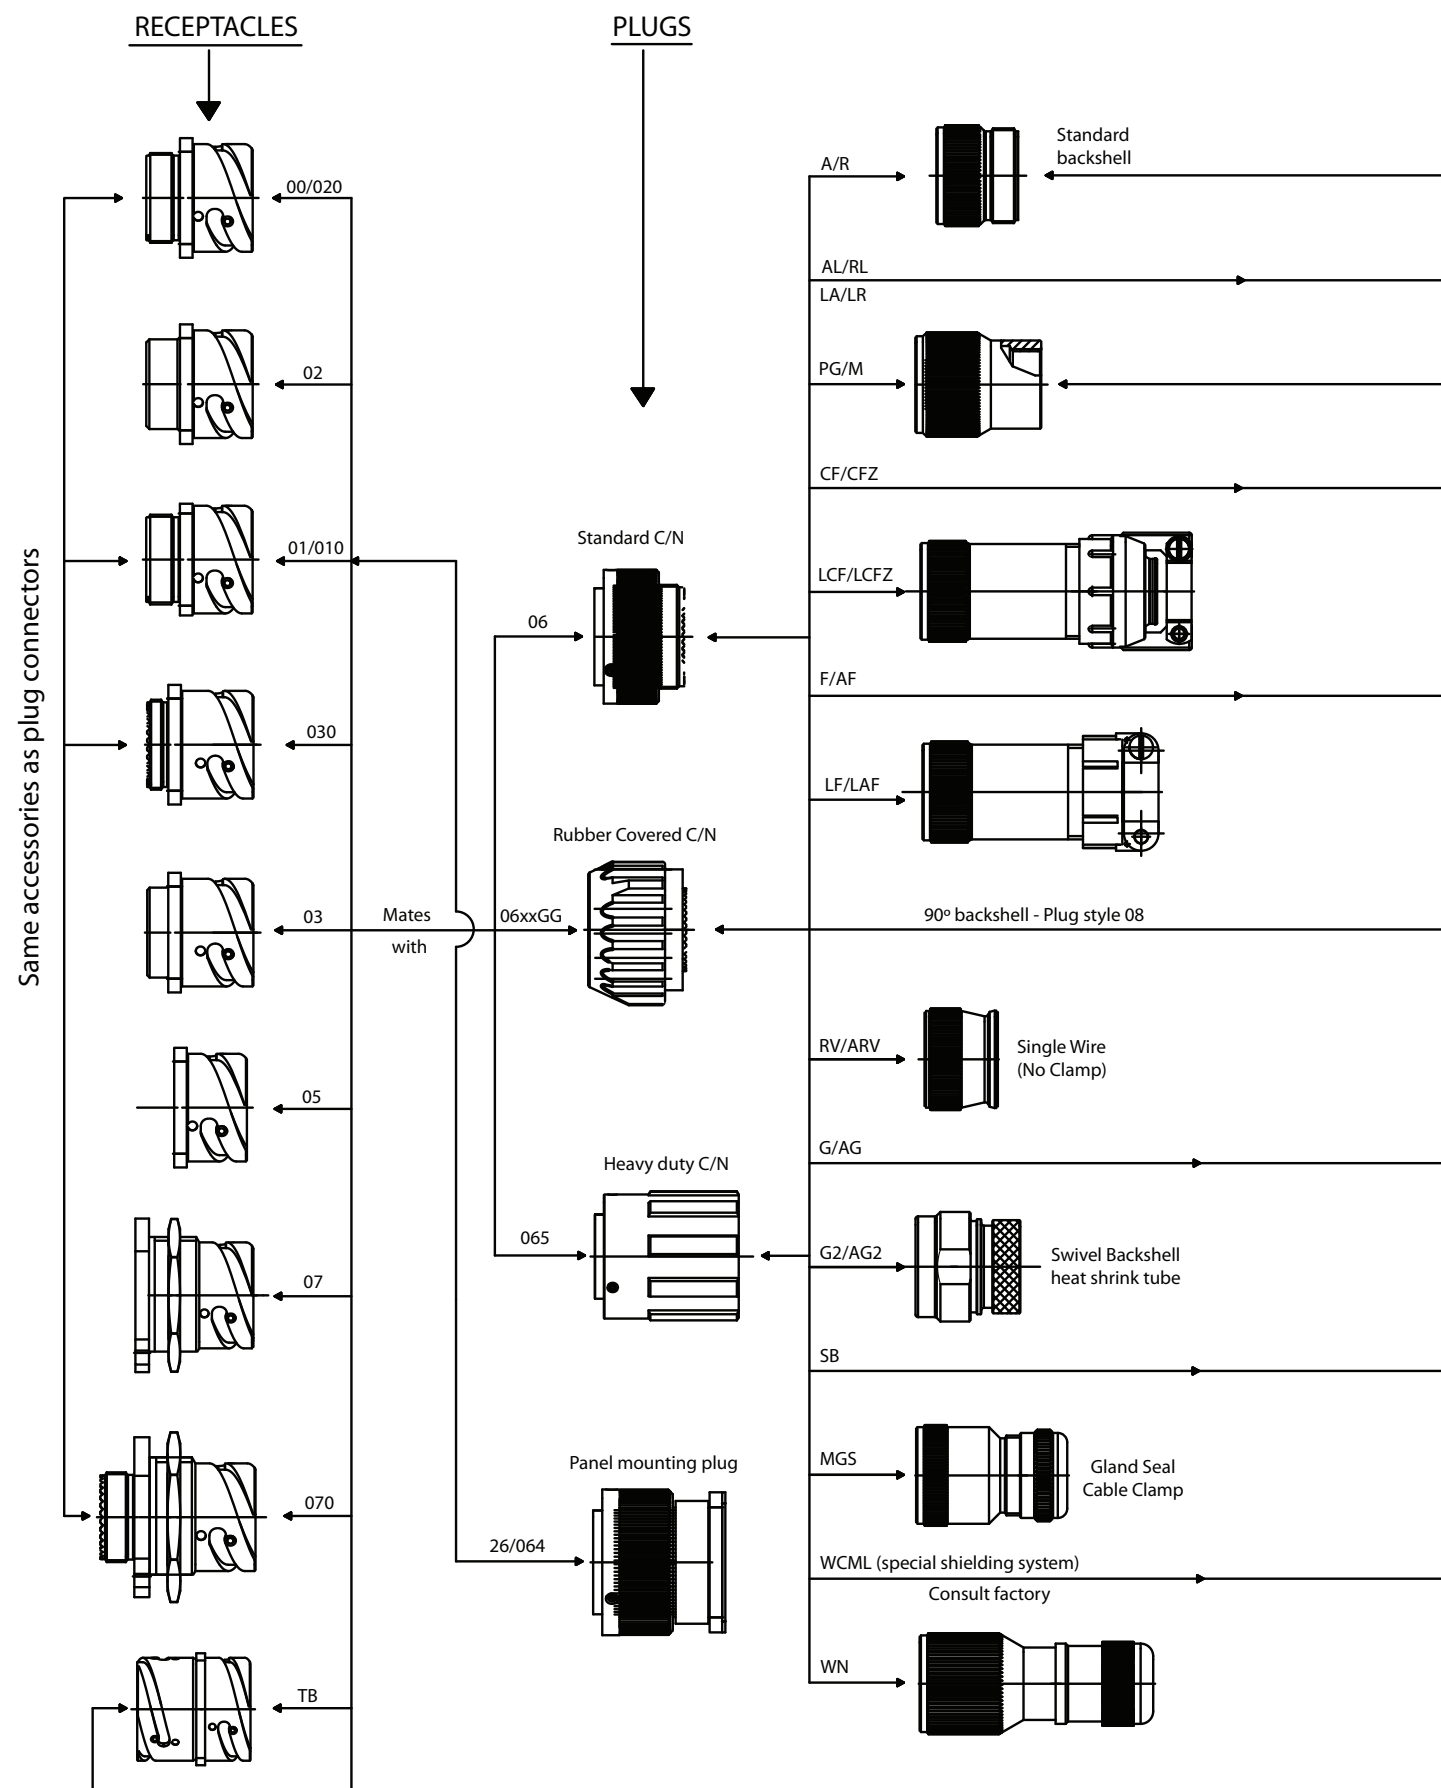 RECEPTACLES
PLUGS
Same accessories as plug connectors
00/020
02
01/010
030
03
05
07
070
TB
Mates
with
Standard C/N
06
Rubber Covered C/N
06xxGG
Heavy duty C/N
065
Panel mounting plug
26/064
A/R
Standard
backshell
AL/RL
LA/LR
PG/M
CF/CFZ
LCF/LCFZ
F/AF
LF/LAF
90º backshell - Plug style 08
RV/ARV
Single Wire
(No Clamp)
G/AG
G2/AG2
Swivel Backshell
heat shrink tube
SB
MGS
Gland Seal
Cable Clamp
WCML (special shielding system)
Consult factory
WN